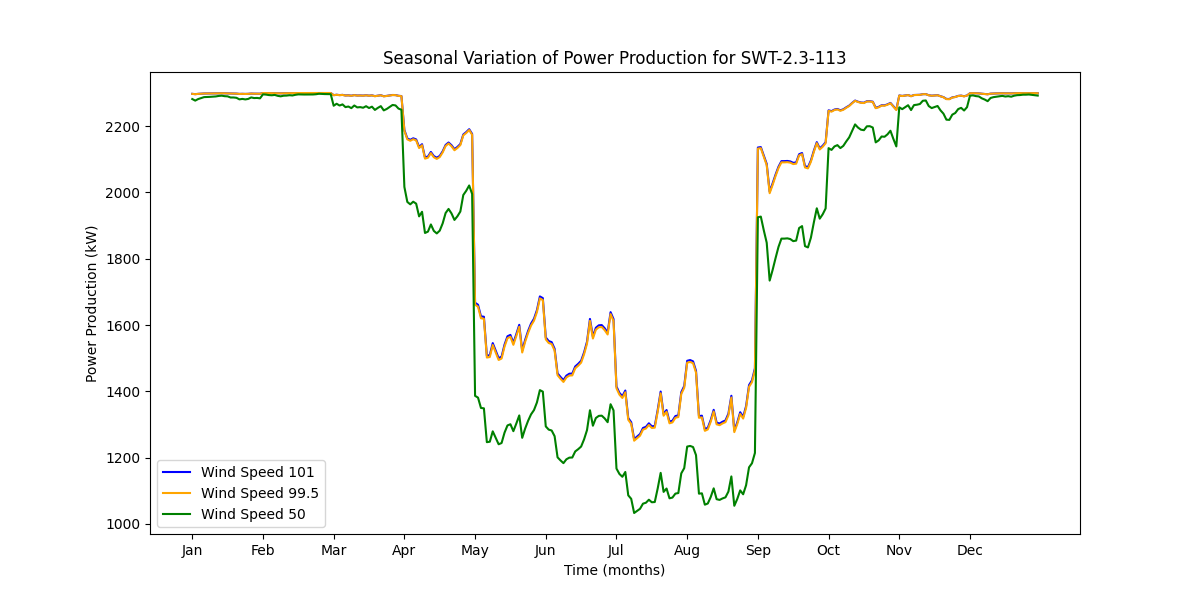 Seasonal Variation of Power Production for SWT-2.3-113
Power Production (kW)
2200
2000
1800
1600
1400
1200
1000
Wind Speed 101
Wind Speed 99.5
Wind Speed 50
Jan Feb Mar Apr May Jun Jul Aug Sep Oct Nov Dec
Time (months)